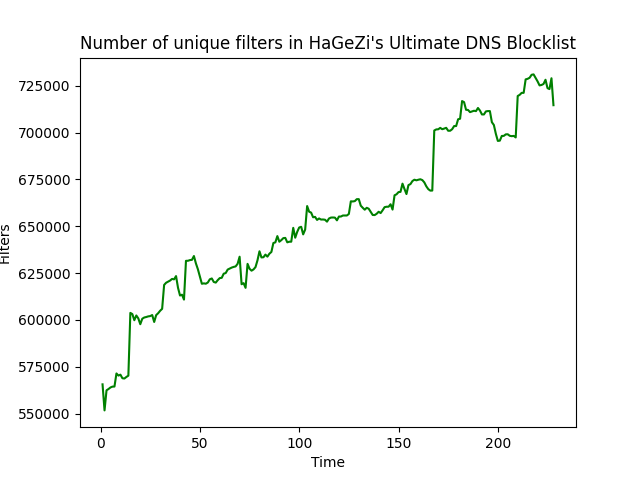 Number of unique filters in HaGeZi's Ultimate DNS Blocklist
725000
700000
675000
650000
625000
600000
575000
550000
Filters
0 50 100 150 200
Time